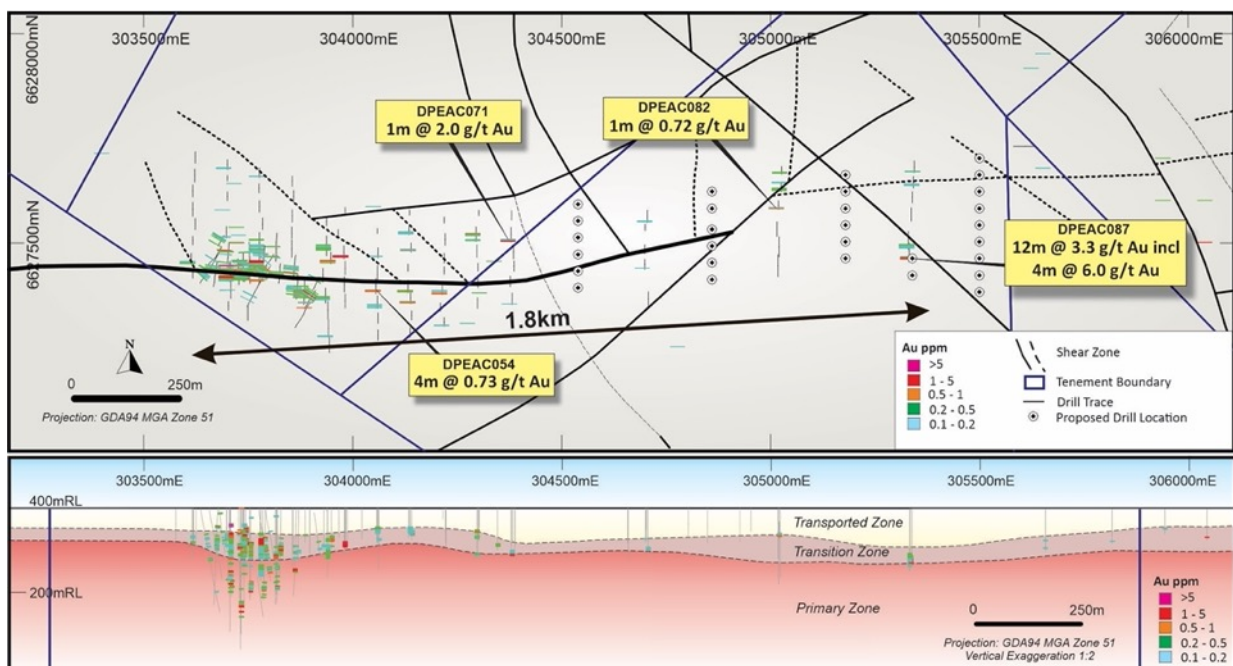 303500mE
304000mE
304500mE
305000mE
305500mE
306000mE
6628000mN
6627500mN
DPEAC071
1m @ 2.0 g/t Au
DPEAC082
1m @ 0.72 g/t Au
DPEAC087
12m @ 3.3 g/t Au incl
4m @ 6.0 g/t Au
1.8km
DPEAC054
4m @ 0.73 g/t Au
N
0
250m
Projection: GDA94 MGA Zone 51
Au ppm
>5
1 - 5
0.5 - 1
0.2 - 0.5
0.1 - 0.2
Shear Zone
Tenement Boundary
Drill Trace
Proposed Drill Location
303500mE
304000mE
304500mE
305000mE
305500mE
306000mE
400mRL
Transported Zone
Transition Zone
200mRL
Primary Zone
0
250m
Projection: GDA94 MGA Zone 51
Vertical Exaggeration 1:2
Au ppm
>5
1 - 5
0.5 - 1
0.2 - 0.5
0.1 - 0.2